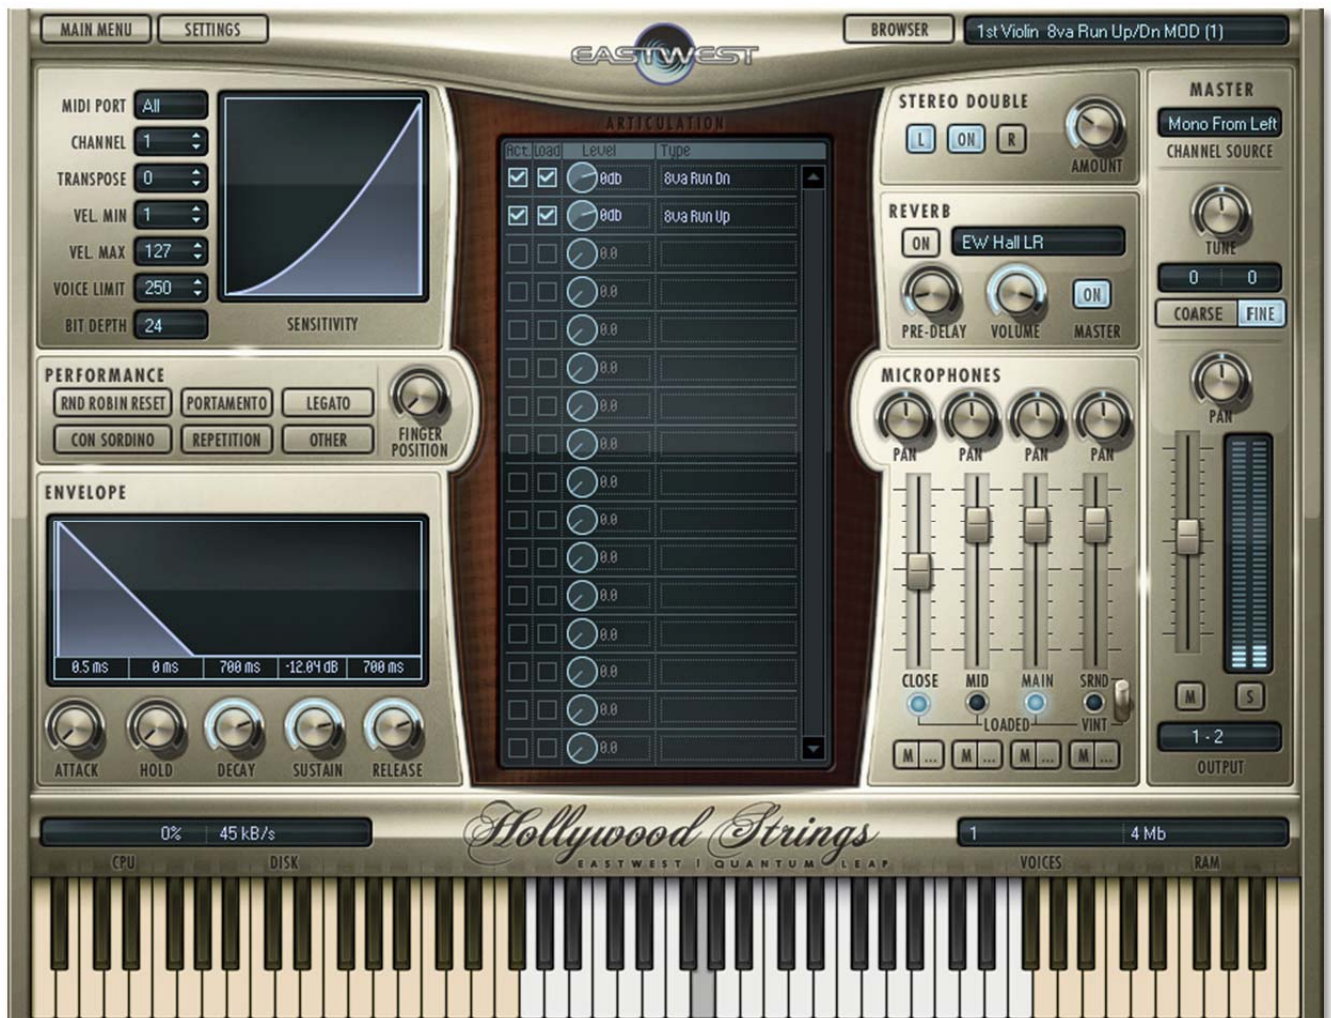 MAIN MENU SETTINGS
EASTWEST
BROWSER 1st Violin 8va Run Up/Dn MOD (1)
MIDI PORT All
CHANNEL 1
TRANSPOSE 0
VEL. MIN 1
VEL. MAX 127
VOICE LIMIT 250
BIT DEPTH 24
SENSITIVITY
PERFORMANCE
RND ROBIN RESET PORTAMENTO LEGATO
CON SORDINO REPETITION OTHER
FINGER
POSITION
ENVELOPE
0.5 ms 0 ms 700 ms -12.04 dB 700 ms
ATTACK HOLD DECAY SUSTAIN RELEASE
ARTICULATION
Act. Load Level Type
0db 8va Run Dn
0db 8va Run Up
0.0
0.0
0.0
0.0
0.0
0.0
0.0
0.0
0.0
0.0
0.0
0.0
0.0
0.0
STEREO DOUBLE
L ON R
AMOUNT
REVERB
ON EW Hall LR
ON
PRE-DELAY VOLUME MASTER
MICROPHONES
PAN PAN PAN PAN
CLOSE MID MAIN SRND
LOADED VINT
M ... M ... M ... M ...
MASTER
Mono From Left
CHANNEL SOURCE
TUNE
0 0
COARSE FINE
PAN
M S
1 - 2
OUTPUT
0% 45 kB/s
CPU DISK
Hollywood Strings
EASTWEST | QUANTUM LEAP
1 4 Mb
VOICES RAM